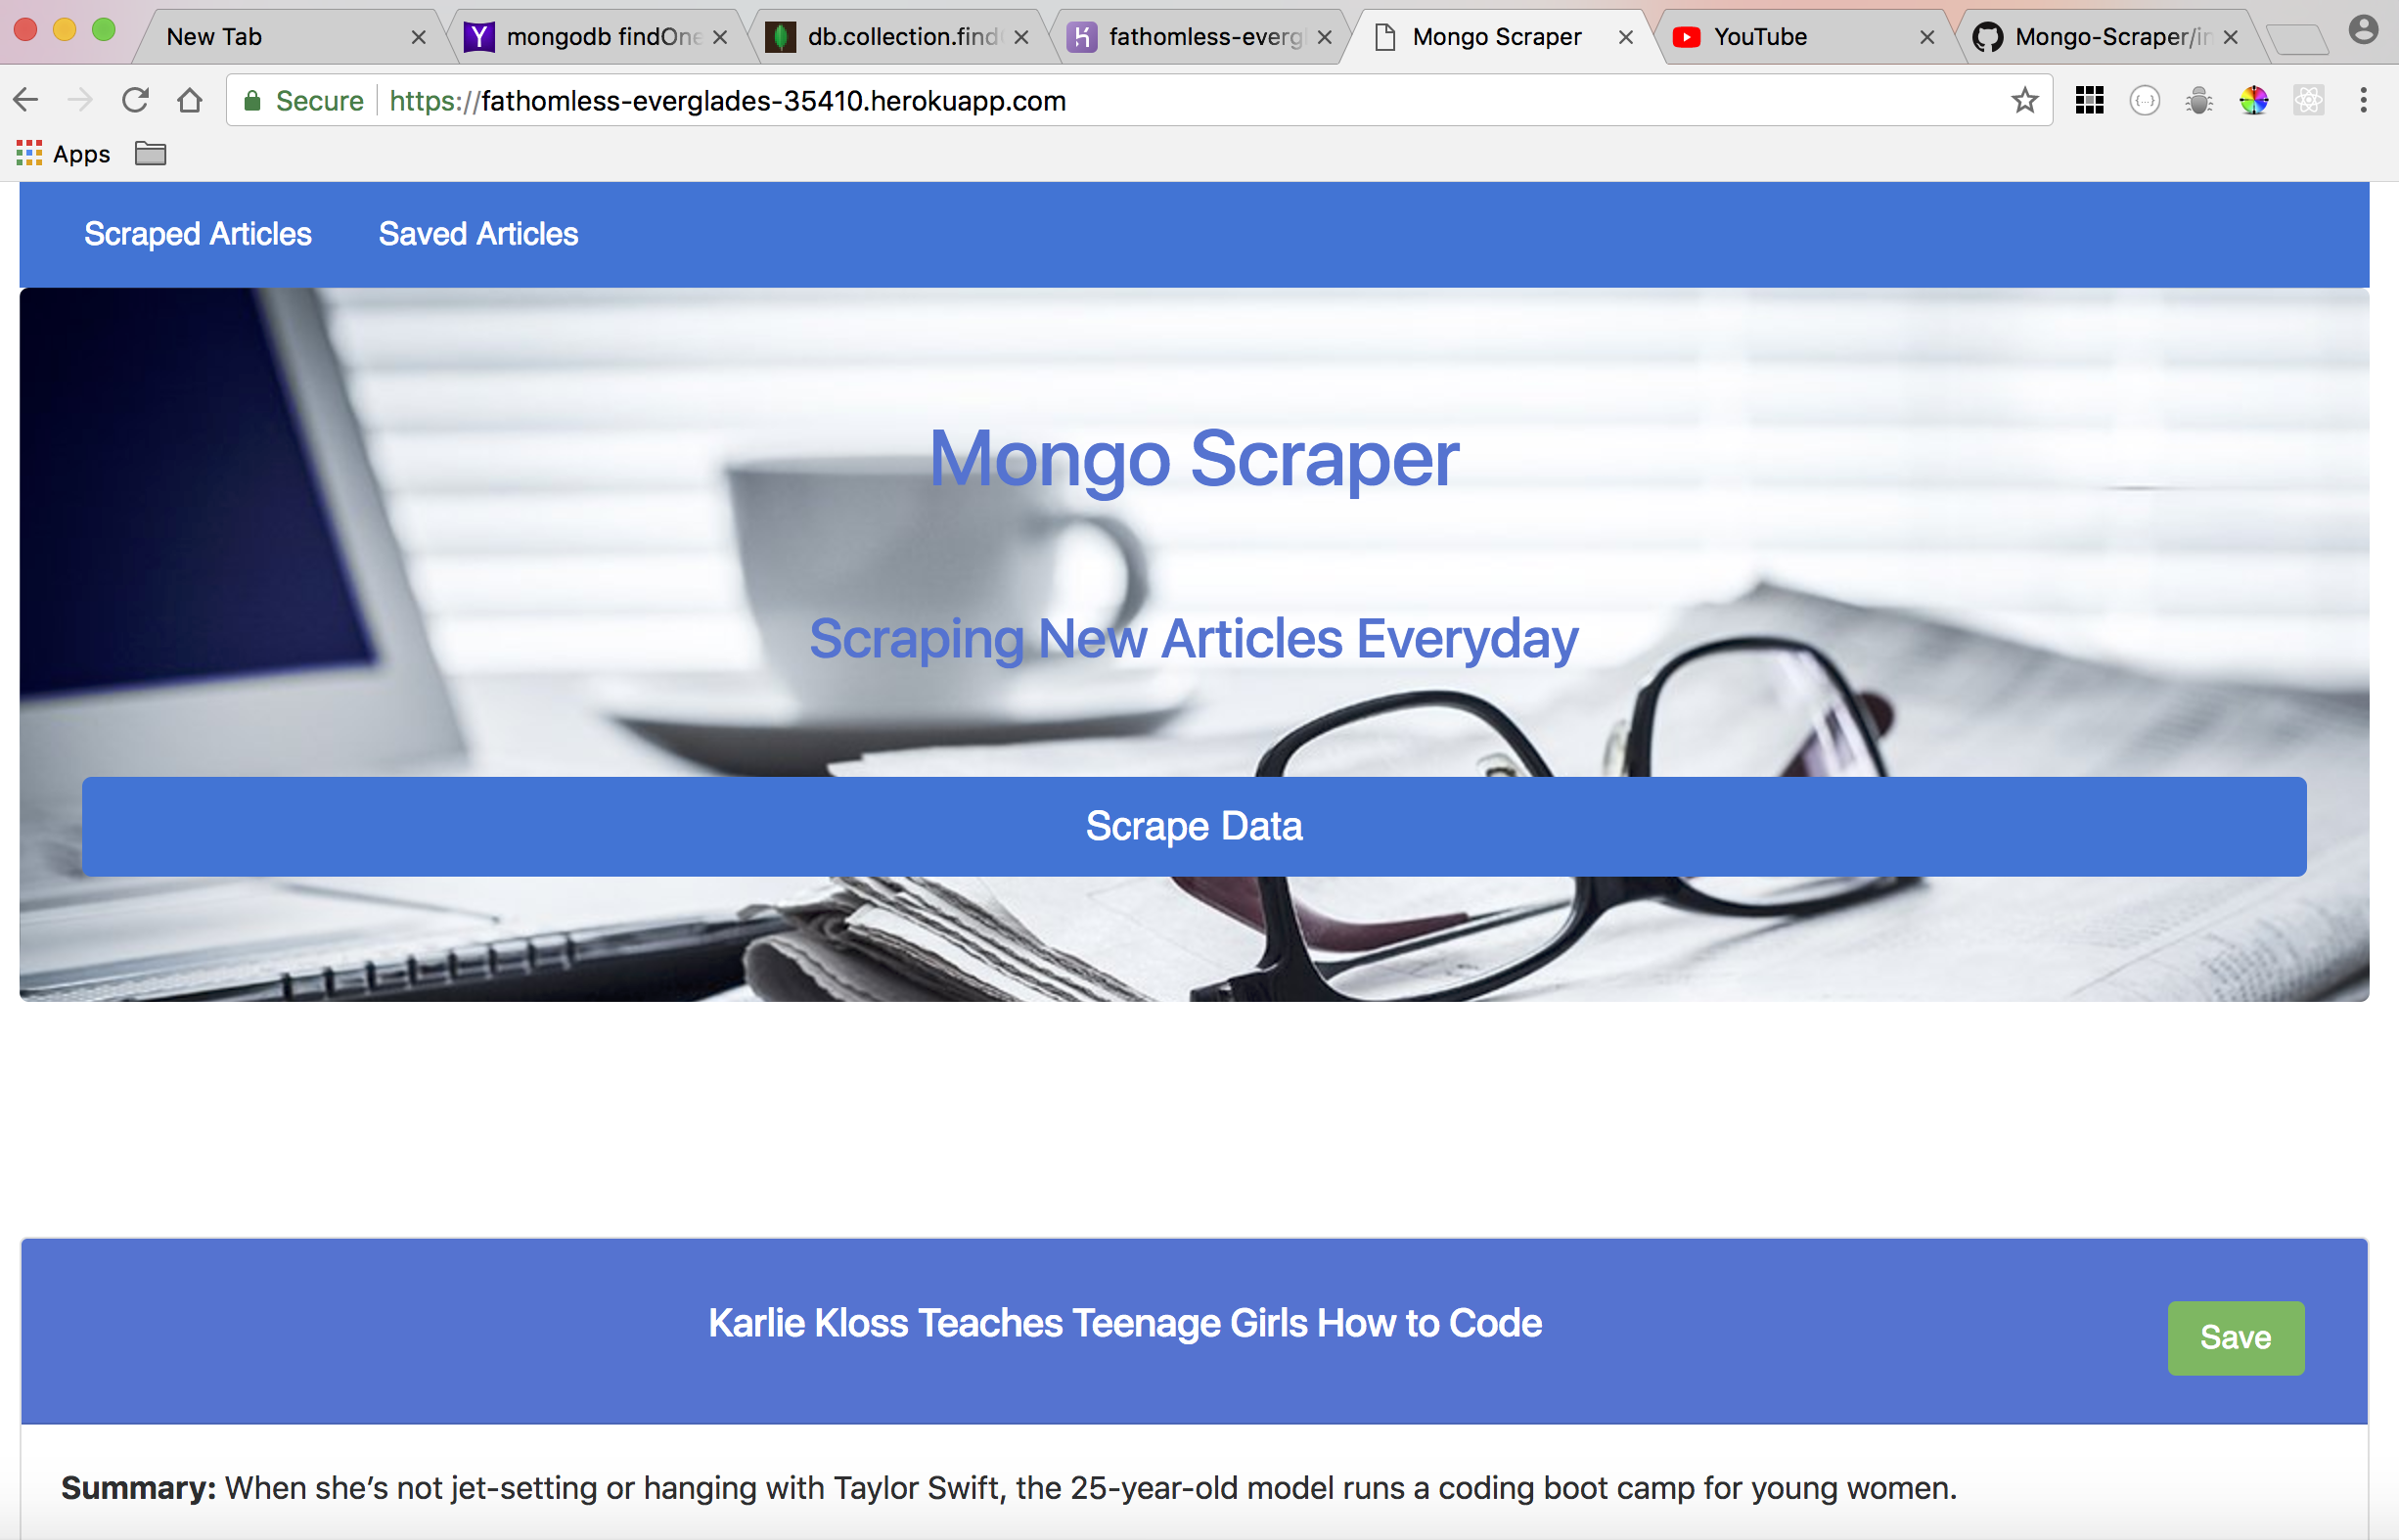 New Tab
mongodb findOne
db.collection.find
fathomless-everg
Mongo Scraper
YouTube
Mongo-Scraper/in
Secure https://fathomless-everglades-35410.herokuapp.com
Apps
Scraped Articles Saved Articles
Mongo Scraper
Scraping New Articles Everyday
Scrape Data
Karlie Kloss Teaches Teenage Girls How to Code
Save
Summary: When she’s not jet-setting or hanging with Taylor Swift, the 25-year-old model runs a coding boot camp for young women.